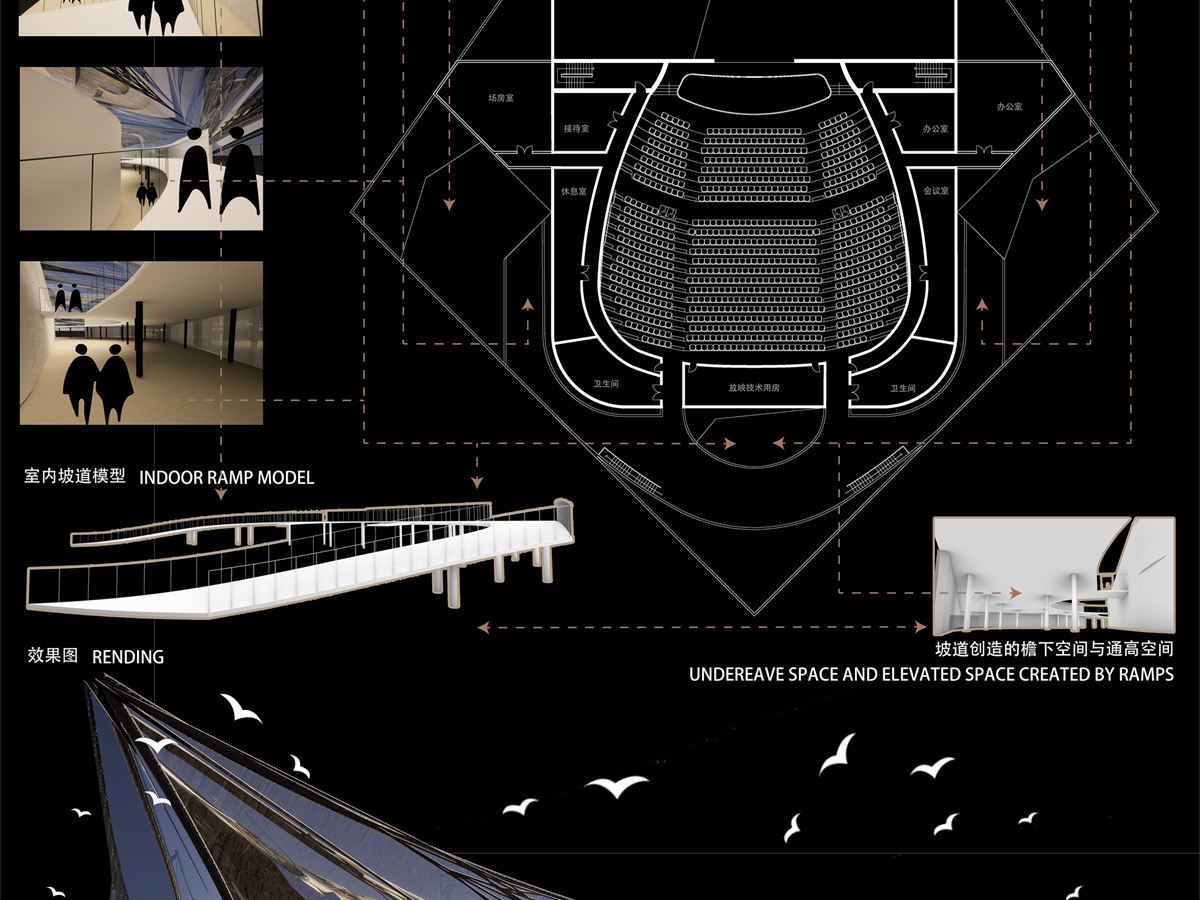 场房室
办公室
接待室
办公室
休息室
会议室
卫生间
放映技术用房
卫生间
室内坡道模型 INDOOR RAMP MODEL
坡道创造的檐下空间与通高空间
UNDEREAVE SPACE AND ELEVATED SPACE CREATED BY RAMPS
效果图 RENDING